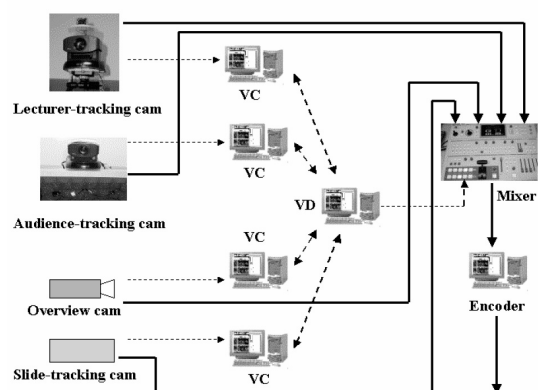 Lecturer-tracking cam
VC
VC
Audience-tracking cam
VD
Mixer
VC
Overview cam
Encoder
Slide-tracking cam
VC